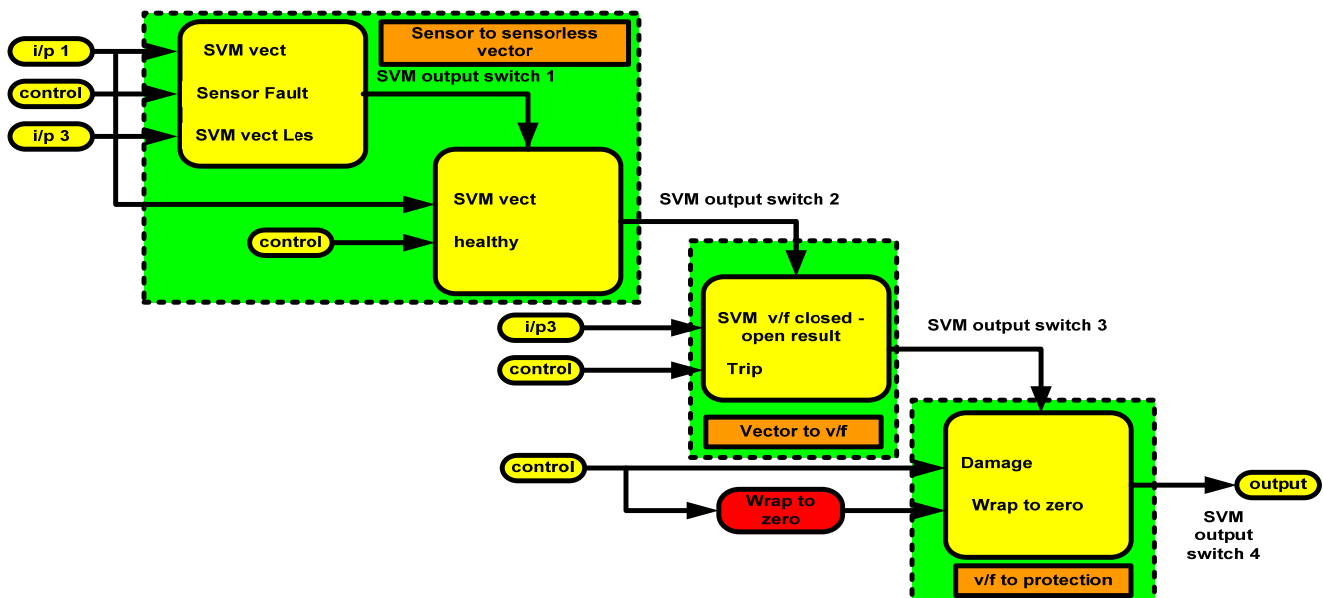 i/p 1
control
i/p 3
SVM vect
Sensor Fault
SVM vect Les
Sensor to sensorless
vector
SVM output switch 1
SVM vect
healthy
control
SVM output switch 2
i/p3
control
SVM v/f closed -
open result
Trip
Vector to v/f
SVM output switch 3
control
Wrap to
zero
Damage
Wrap to zero
v/f to protection
output
SVM
output
switch 4